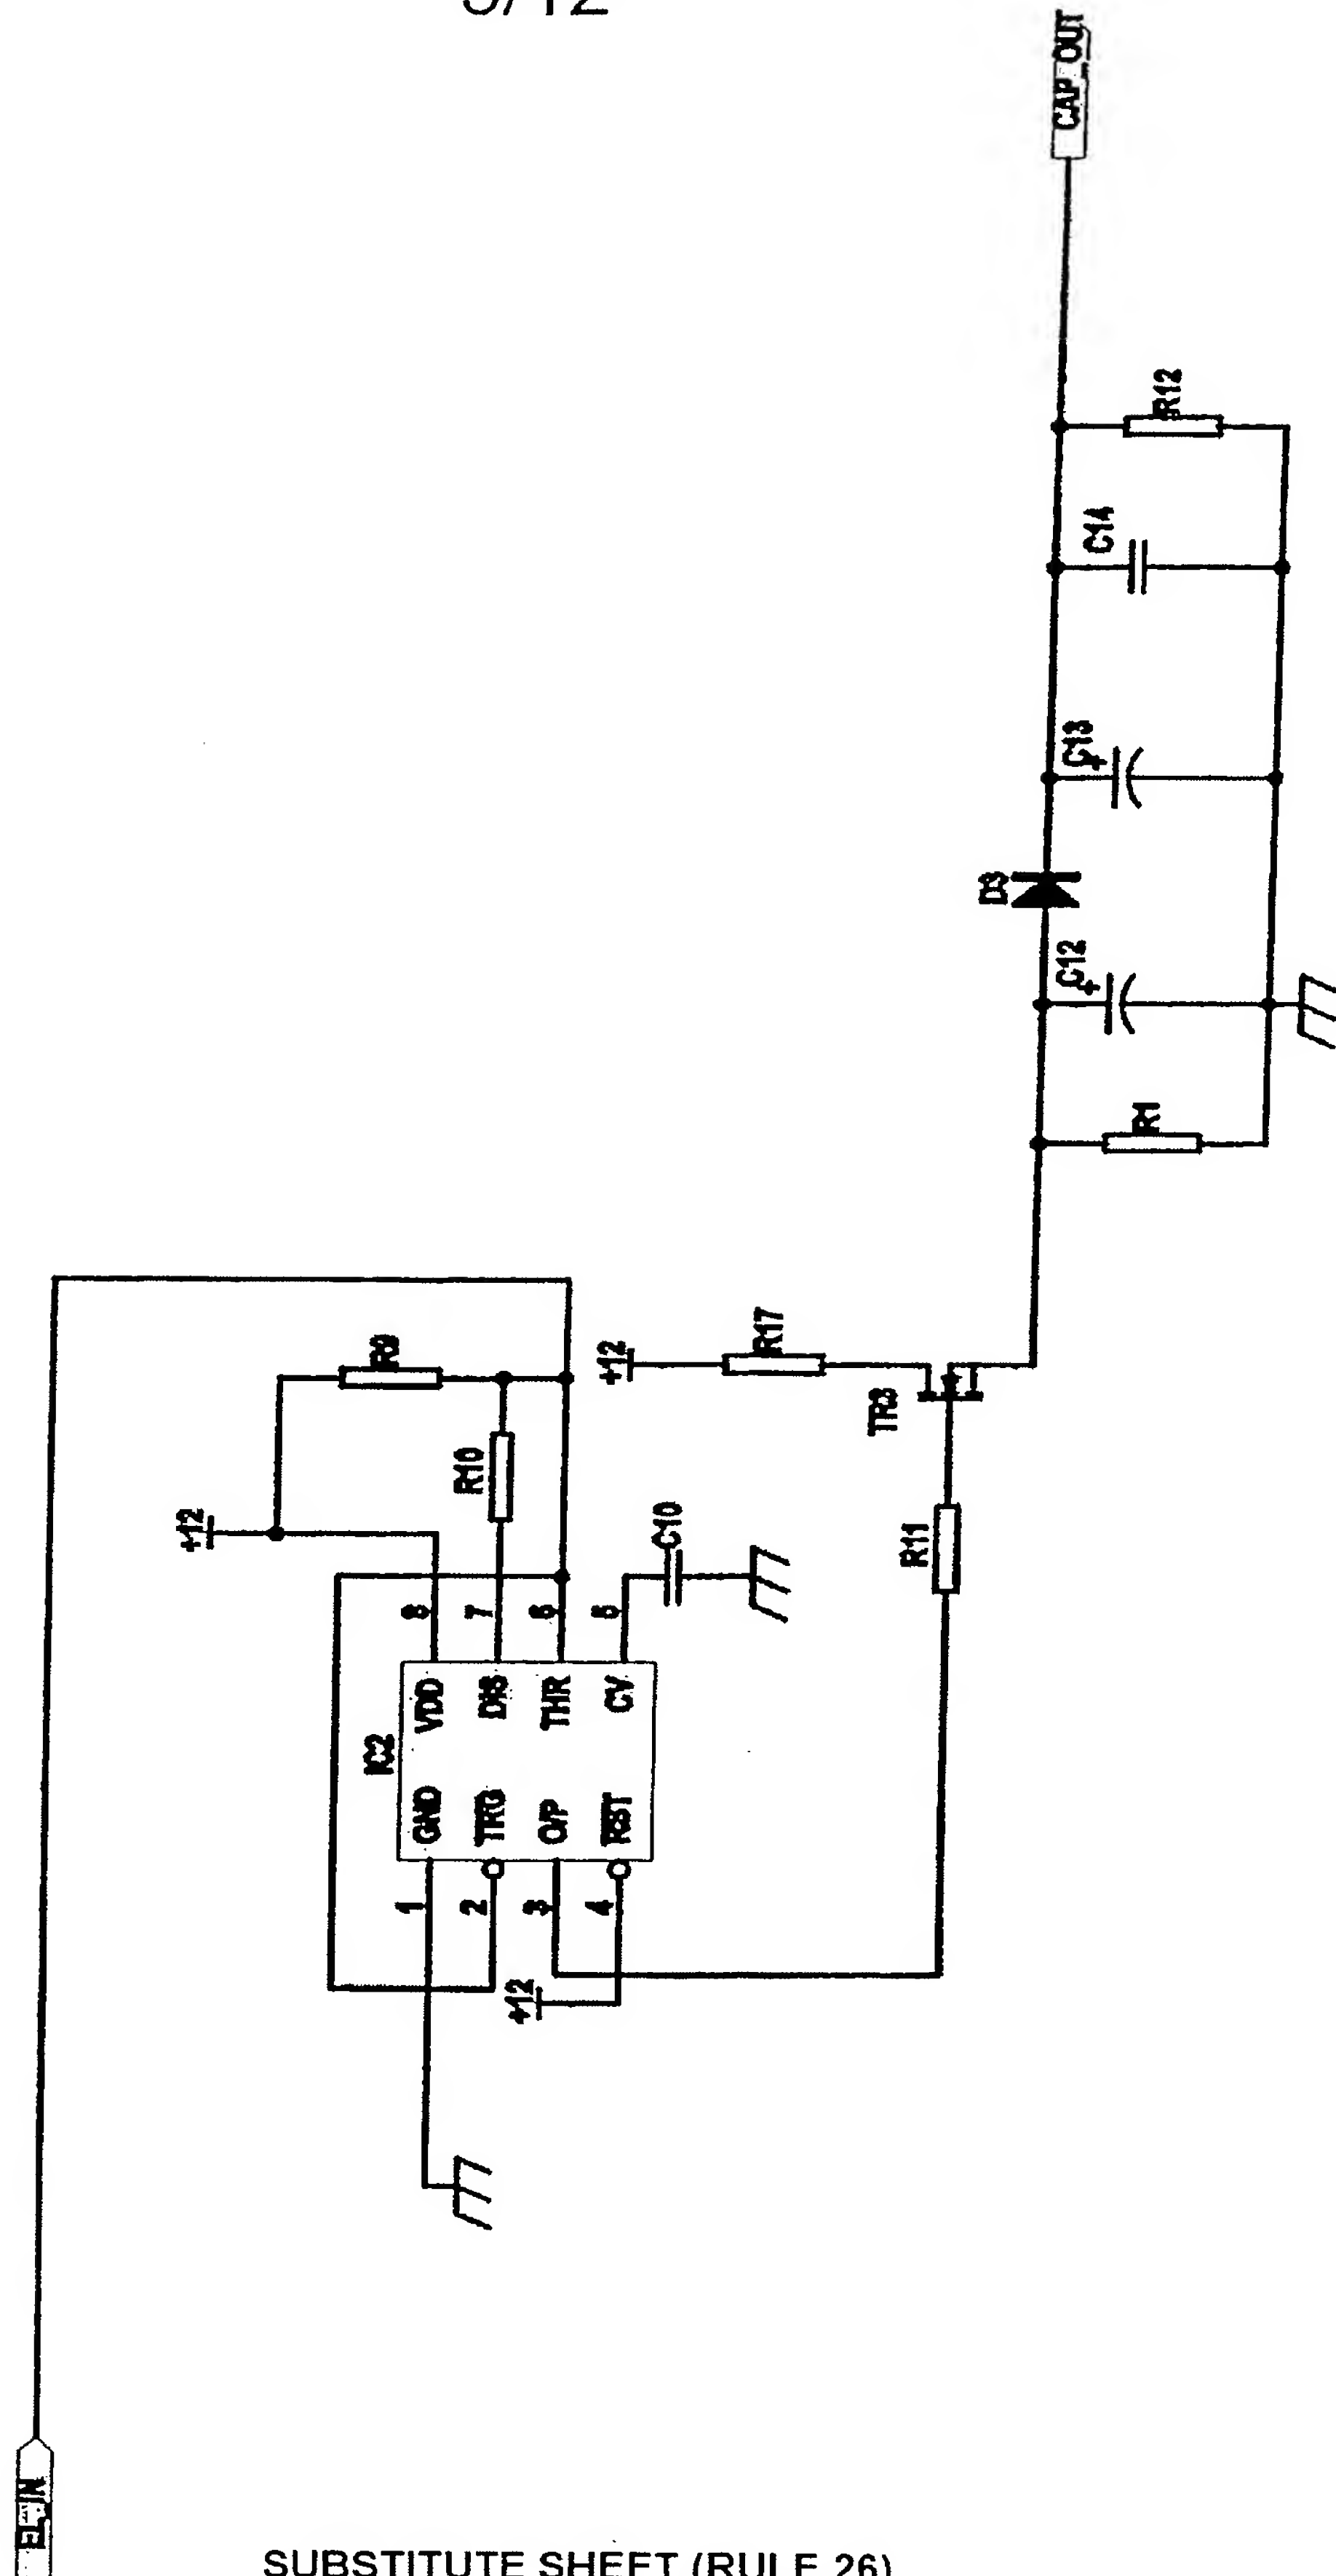 CAP_OUT
R12
C14
C13
+
D3
C12
+
R1
R9
+12
R17
+12
TR3
R10
C10
R11
+12
8
7
6
5
VDD
DIS
THR
CV
IC2
GND
TRG
O/P
RST
1
2
3
4
+12
EL_IN
SUBSTITUTE SHEET (RULE 26)